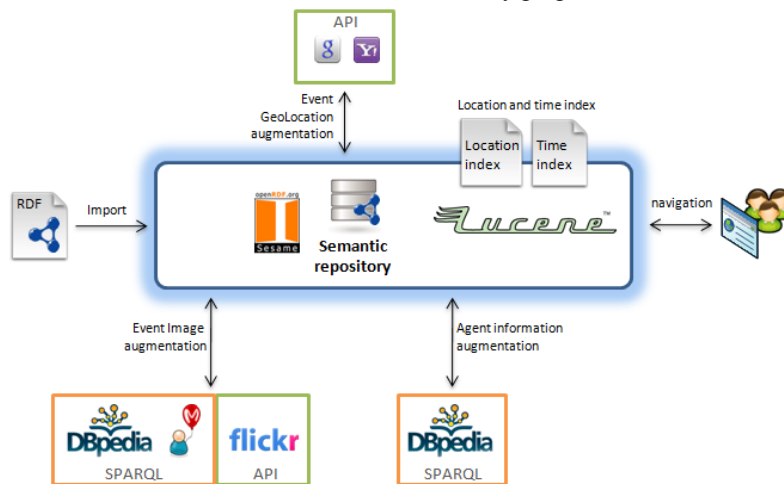 API
g Y!
Event
GeoLocation
augmentation
Location and time index
Location
index
Time
index
RDF
Import
openRDF.org
Sesame
Semantic
repository
Lucene™
navigation
Event Image
augmentation
Agent information
augmentation
DBpedia
SPARQL
flickr
API
DBpedia
SPARQL